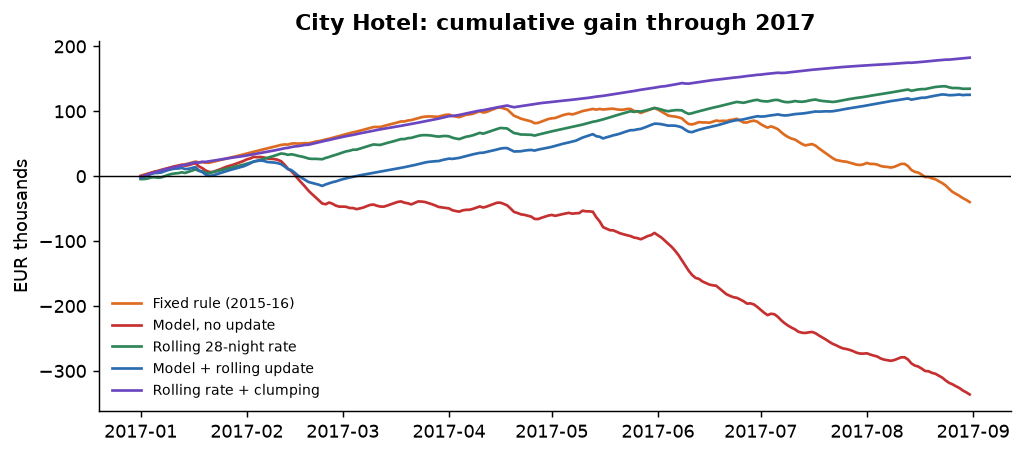 City Hotel: cumulative gain through 2017
EUR thousands
200
100
0
−100
−200
−300
Fixed rule (2015-16)
Model, no update
Rolling 28-night rate
Model + rolling update
Rolling rate + clumping
2017-01 2017-02 2017-03 2017-04 2017-05 2017-06 2017-07 2017-08 2017-09